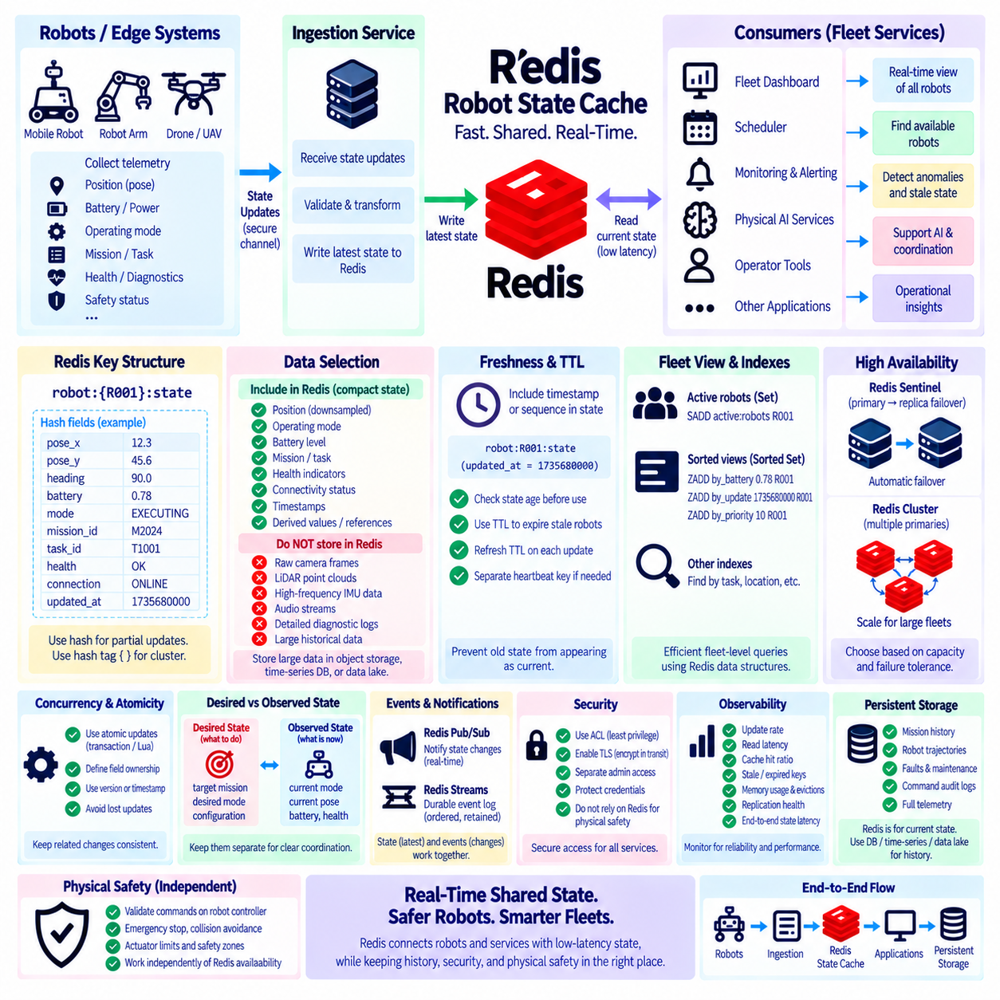 Robots / Edge Systems
Mobile Robot
Robot Arm
Drone / UAV
Collect telemetry
Position (pose)
Battery / Power
Operating mode
Mission / Task
Health / Diagnostics
Safety status
...
State
Updates
(secure
channel)
Ingestion Service
Receive state updates
Validate & transform
Write latest state to
Redis
Write
latest state
R'edis
Robot State Cache
Fast. Shared. Real-Time.
Redis
Read
current state
(low latency)
Consumers (Fleet Services)
Fleet Dashboard
Real-time view
of all robots
Scheduler
Find available
robots
Monitoring & Alerting
Detect anomalies
and stale state
Physical AI Services
Support AI &
coordination
Operator Tools
Operational
insights
Other Applications
Redis Key Structure
robot:{R001}:state
Hash fields (example)
pose_x 12.3
pose_y 45.6
heading 90.0
battery 0.78
mode EXECUTING
mission_id M2024
task_id T1001
health OK
connection ONLINE
updated_at 1735680000
Use hash for partial updates.
Use hash tag { } for cluster.
Data Selection
Include in Redis (compact state)
Position (downsampled)
Operating mode
Battery level
Mission / task
Health indicators
Connectivity status
Timestamps
Derived values / references
Do NOT store in Redis
Raw camera frames
LiDAR point clouds
High-frequency IMU data
Audio streams
Detailed diagnostic logs
Large historical data
Store large data in object storage,
time-series DB, or data lake.
Freshness & TTL
Include timestamp
or sequence in state
robot:R001:state
(updated_at = 1735680000)
Check state age before use
Use TTL to expire stale robots
Refresh TTL on each update
Separate heartbeat key if needed
Prevent old state from appearing
as current.
Fleet View & Indexes
Active robots (Set)
SADD active:robots R001
Sorted views (Sorted Set)
ZADD by_battery 0.78 R001
ZADD by_update 1735680000 R001
ZADD by_priority 10 R001
Other indexes
Find by task, location, etc.
Efficient fleet-level queries
using Redis data structures.
High Availability
Redis Sentinel
(primary → replica failover)
Automatic failover
Redis Cluster
(multiple primaries)
Scale for large fleets
Choose based on capacity
and failure tolerance.
Concurrency & Atomicity
Use atomic updates
(transaction / Lua)
Define field ownership
Use version or timestamp
Avoid lost updates
Keep related changes consistent.
Desired vs Observed State
Desired State
(what to do)
target mission
desired mode
configuration
Observed State
(what is now)
current mode
current pose
battery, health
Keep them separate for clear coordination.
Events & Notifications
Redis Pub/Sub
Notify state changes
(real-time)
Redis Streams
Durable event log
(ordered, retained)
State (latest) and events (changes)
work together.
Security
Use ACL (least privilege)
Enable TLS (encrypt in transit)
Separate admin access
Protect credentials
Do not rely on Redis for
physical safety
Secure access for all services.
Observability
Update rate
Read latency
Cache hit ratio
Stale / expired keys
Memory usage & evictions
Replication health
End-to-end state latency
Monitor for reliability and performance.
Persistent Storage
Mission history
Robot trajectories
Faults & maintenance
Command audit logs
Full telemetry
Redis is for current state.
Use DB / time-series / data lake
for history.
Physical Safety (Independent)
Validate commands on robot controller
Emergency stop, collision avoidance
Actuator limits and safety zones
Work independently of Redis availaability
Real-Time Shared State.
Safer Robots. Smarter Fleets.
Redis connects robots and services with low-latency state,
while keeping history, security, and physical safety in the right place.
End-to-End Flow
Robots
Ingestion
Redis
State Cache
Applications
Persistent
Storage